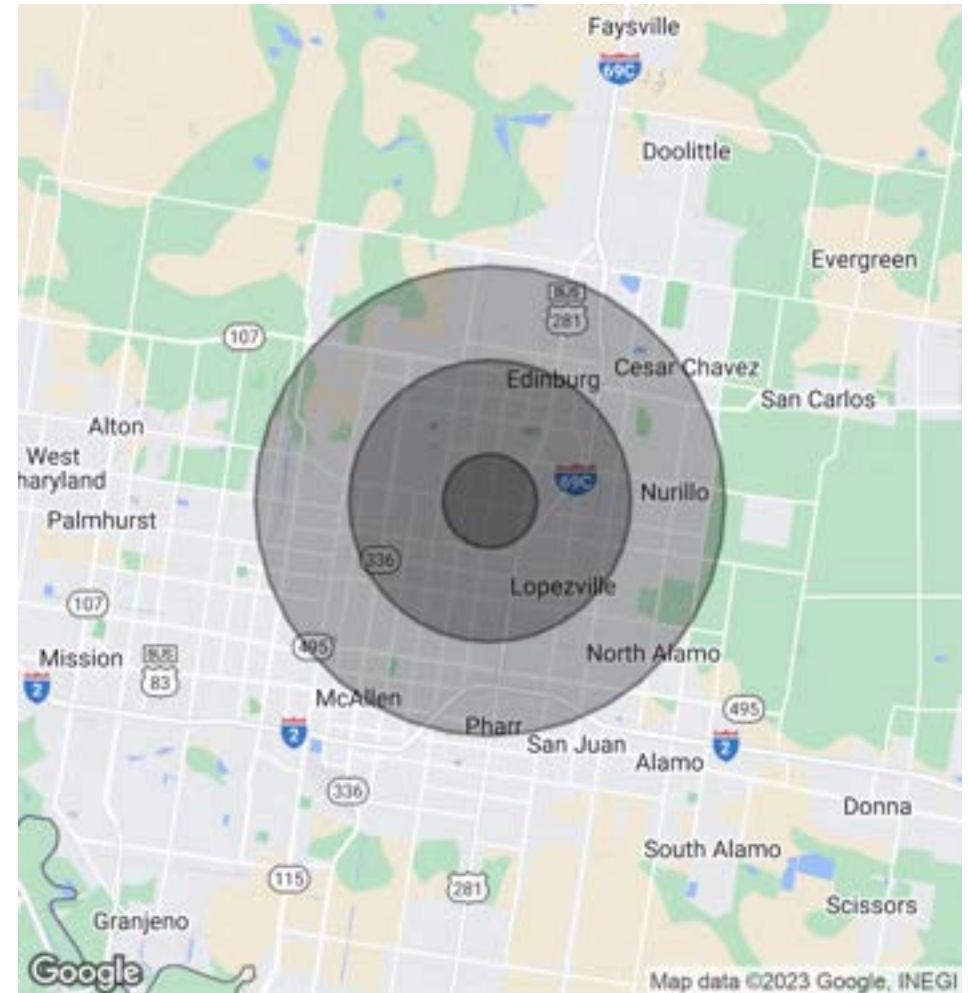 Faysville
69C
Doolittle
Evergreen
BUS
281
107
Edinburg
Cesar Chavez
San Carlos
Alton
West
haryland
69C
Nurillo
Palmhurst
336
Lopezville
107
495
North Alamo
Mission
BUS
83
2
McAllen
495
Pharr
2
San Juan
2
Alamo
336
Donna
South Alamo
115
281
Scissors
Granjeno
Google
Map data ©2023 Google, INEGI